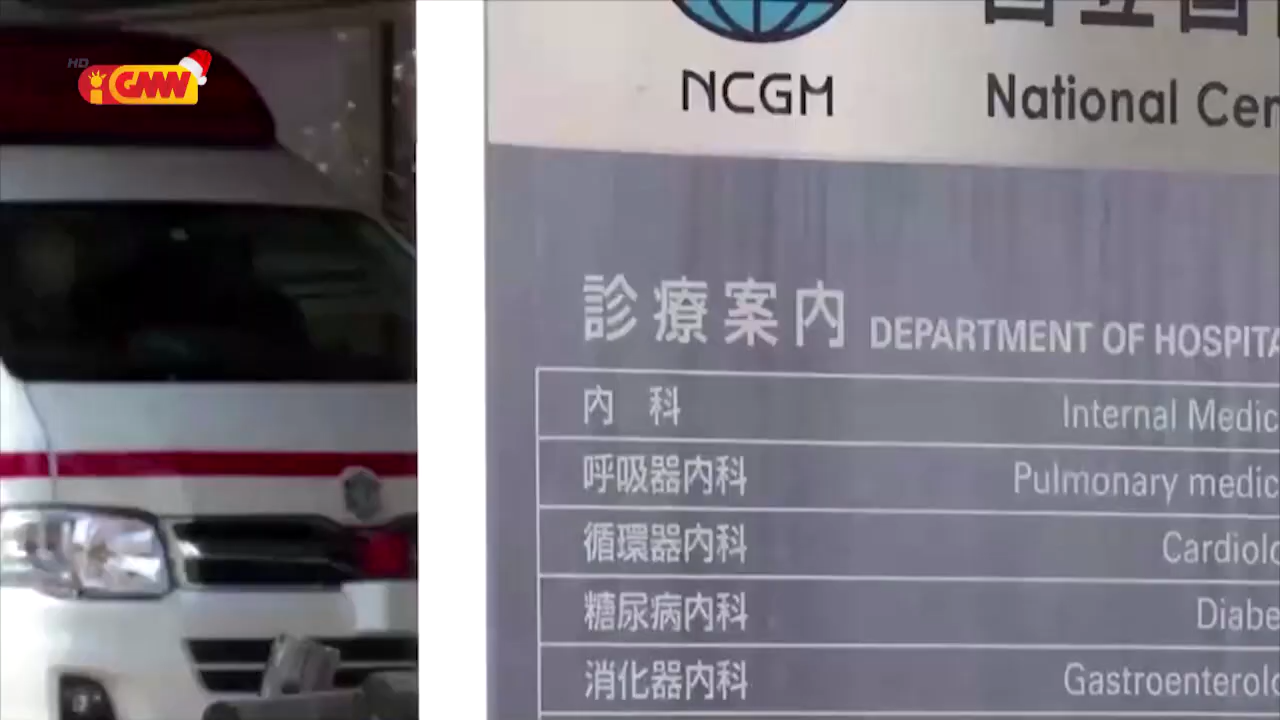 HD
iGMW
NCGM
National Cen
診療案内 DEPARTMENT OF HOSPITA
内 科 Internal Medic
呼吸器内科 Pulmonary medic
循環器内科 Cardiolo
糖尿病内科 Diabe
消化器内科 Gastroenterolo